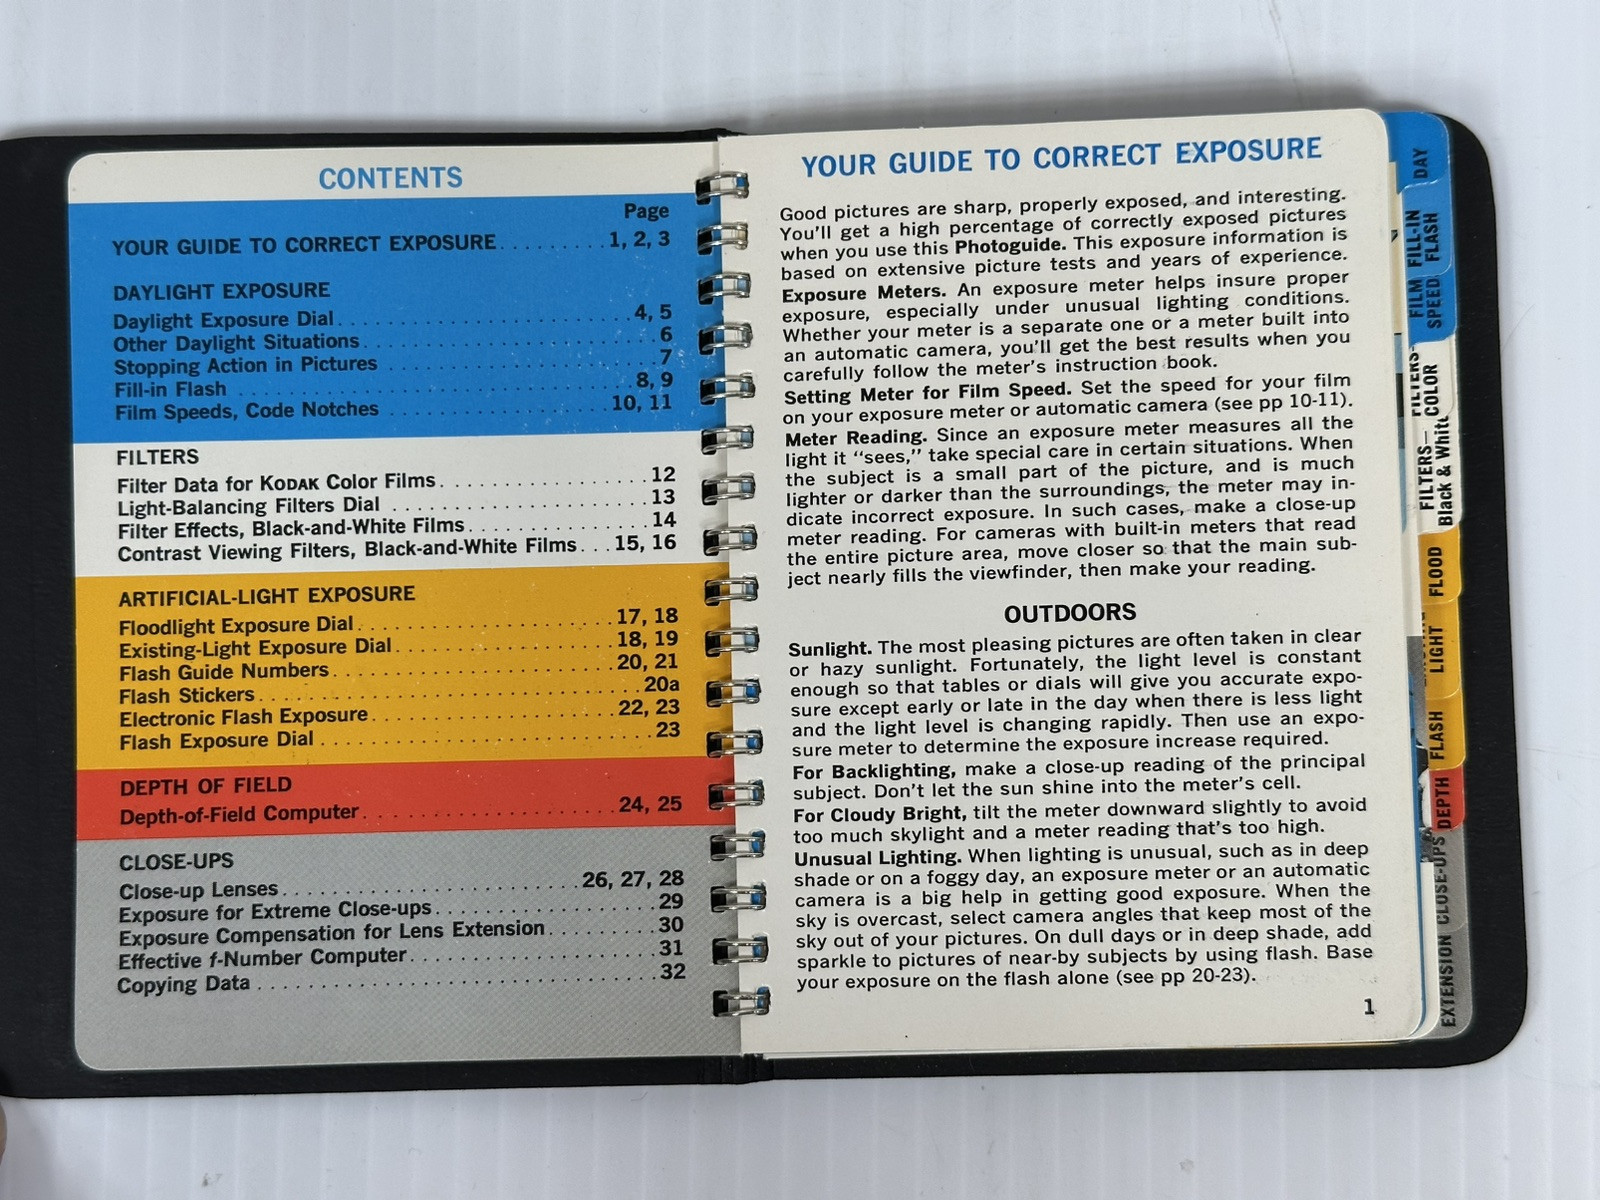 CONTENTS
Page
YOUR GUIDE TO CORRECT EXPOSURE.........1, 2, 3
DAYLIGHT EXPOSURE
Daylight Exposure Dial..........................4, 5
Other Daylight Situations..........................6
Stopping Action in Pictures.......................7
Fill-in Flash....................................8, 9
Film Speeds, Code Notches...................10, 11
FILTERS
Filter Data for KODAK Color Films................12
Light-Balancing Filters Dial.....................13
Filter Effects, Black-and-White Films............14
Contrast Viewing Filters, Black-and-White Films...15, 16
ARTIFICIAL-LIGHT EXPOSURE
Floodlight Exposure Dial.....................17, 18
Existing-Light Exposure Dial.................18, 19
Flash Guide Numbers..........................20, 21
Flash Stickers..................................20a
Electronic Flash Exposure....................22, 23
Flash Exposure Dial..............................23
DEPTH OF FIELD
Depth-of-Field Computer......................24, 25
CLOSE-UPS
Close-up Lenses..........................26, 27, 28
Exposure for Extreme Close-ups...................29
Exposure Compensation for Lens Extension.........30
Effective f-Number Computer......................31
Copying Data.....................................32
YOUR GUIDE TO CORRECT EXPOSURE
Good pictures are sharp, properly exposed, and interesting.
You'll get a high percentage of correctly exposed pictures
when you use this Photoguide. This exposure information is
based on extensive picture tests and years of experience.
Exposure Meters. An exposure meter helps insure proper
exposure, especially under unusual lighting conditions.
Whether your meter is a separate one or a meter built into
an automatic camera, you'll get the best results when you
carefully follow the meter's instruction book.
Setting Meter for Film Speed. Set the speed for your film
on your exposure meter or automatic camera (see pp 10-11).
Meter Reading. Since an exposure meter measures all the
light it "sees," take special care in certain situations. When
the subject is a small part of the picture, and is much
lighter or darker than the surroundings, the meter may in-
dicate incorrect exposure. In such cases, make a close-up
meter reading. For cameras with built-in meters that read
the entire picture area, move closer so that the main sub-
ject nearly fills the viewfinder, then make your reading.
OUTDOORS
Sunlight. The most pleasing pictures are often taken in clear
or hazy sunlight. Fortunately, the light level is constant
enough so that tables or dials will give you accurate expo-
sure except early or late in the day when there is less light
and the light level is changing rapidly. Then use an expo-
sure meter to determine the exposure increase required.
For Backlighting, make a close-up reading of the principal
subject. Don't let the sun shine into the meter's cell.
For Cloudy Bright, tilt the meter downward slightly to avoid
too much skylight and a meter reading that's too high.
Unusual Lighting. When lighting is unusual, such as in deep
shade or on a foggy day, an exposure meter or an automatic
camera is a big help in getting good exposure. When the
sky is overcast, select camera angles that keep most of the
sky out of your pictures. On dull days or in deep shade, add
sparkle to pictures of near-by subjects by using flash. Base
your exposure on the flash alone (see pp 20-23).
1
DAY
FILL-IN
FLASH
FILM
SPEED
FILTERS-
COLOR
FILTERS—
Black & White
FLOOD
LIGHT
FLASH
DEPTH
CLOSE-UPS
EXTENSION